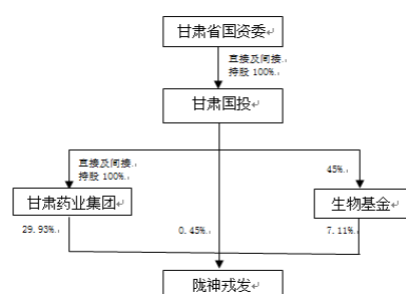 甘肃省国资委
直接及间接
持股 100%
甘肃国投
直接及间接
持股 100%
45%
甘肃药业集团
生物基金
29.93%
0.45%
7.11%
陇神戎发